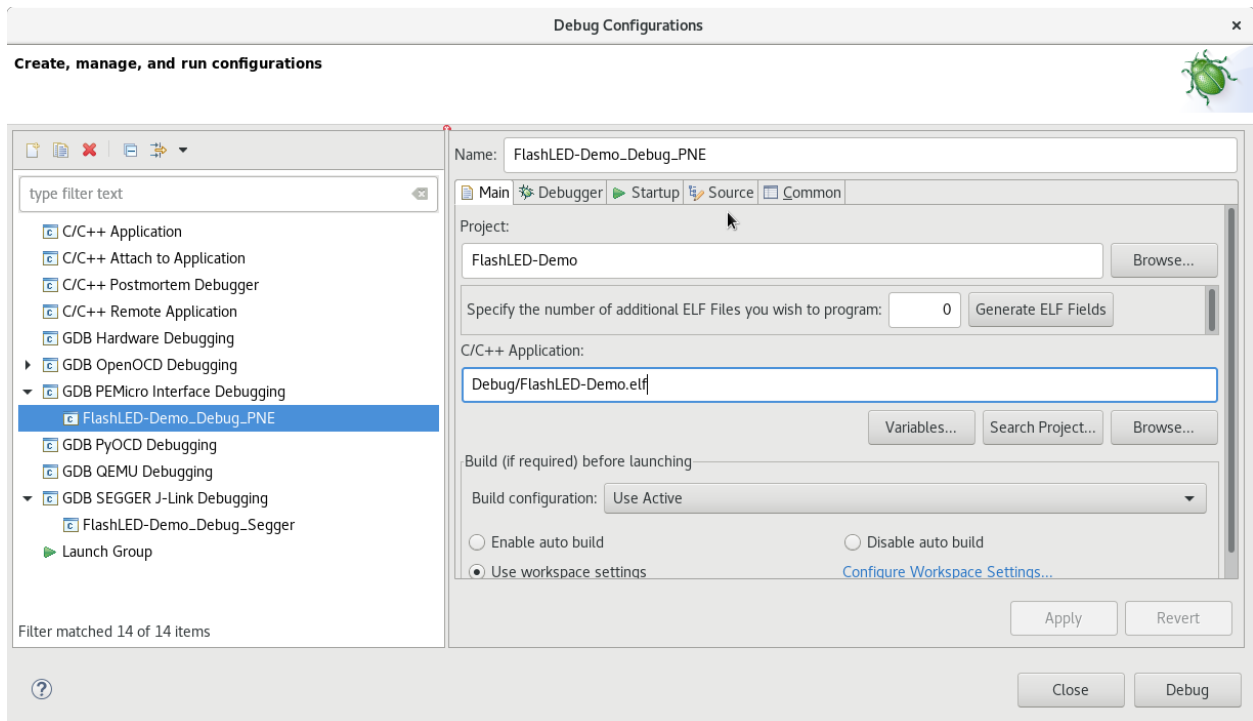 Debug Configurations
Create, manage, and run configurations
type filter text
C/C++ Application
C/C++ Attach to Application
C/C++ Postmortem Debugger
C/C++ Remote Application
GDB Hardware Debugging
GDB OpenOCD Debugging
GDB PEMicro Interface Debugging
FlashLED-Demo_Debug_PNE
GDB PyOCD Debugging
GDB QEMU Debugging
GDB SEGGER J-Link Debugging
FlashLED-Demo_Debug_Segger
Launch Group
Filter matched 14 of 14 items
Name: FlashLED-Demo_Debug_PNE
Main Debugger Startup Source Common
Project:
FlashLED-Demo Browse...
Specify the number of additional ELF Files you wish to program: 0 Generate ELF Fields
C/C++ Application:
Debug/FlashLED-Demo.elf
Variables... Search Project... Browse...
Build (if required) before launching
Build configuration: Use Active
Enable auto build Disable auto build
Use workspace settings Configure Workspace Settings...
Apply Revert
? Close Debug